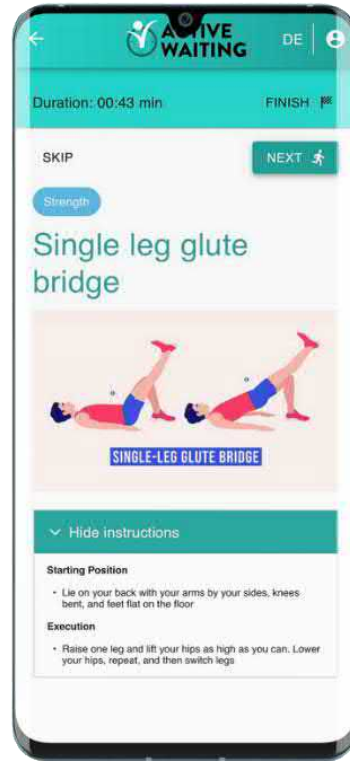 ACTIVE
WAITING
DE
Duration: 00:43 min
FINISH
SKIP
NEXT
Strength
Single leg glute
bridge
SINGLE-LEG GLUTE BRIDGE
Hide instructions
Starting Position
• Lie on your back with your arms by your sides, knees
bent, and feet flat on the floor
Execution
• Raise one leg and lift your hips as high as you can. Lower
your hips, repeat, and then switch legs